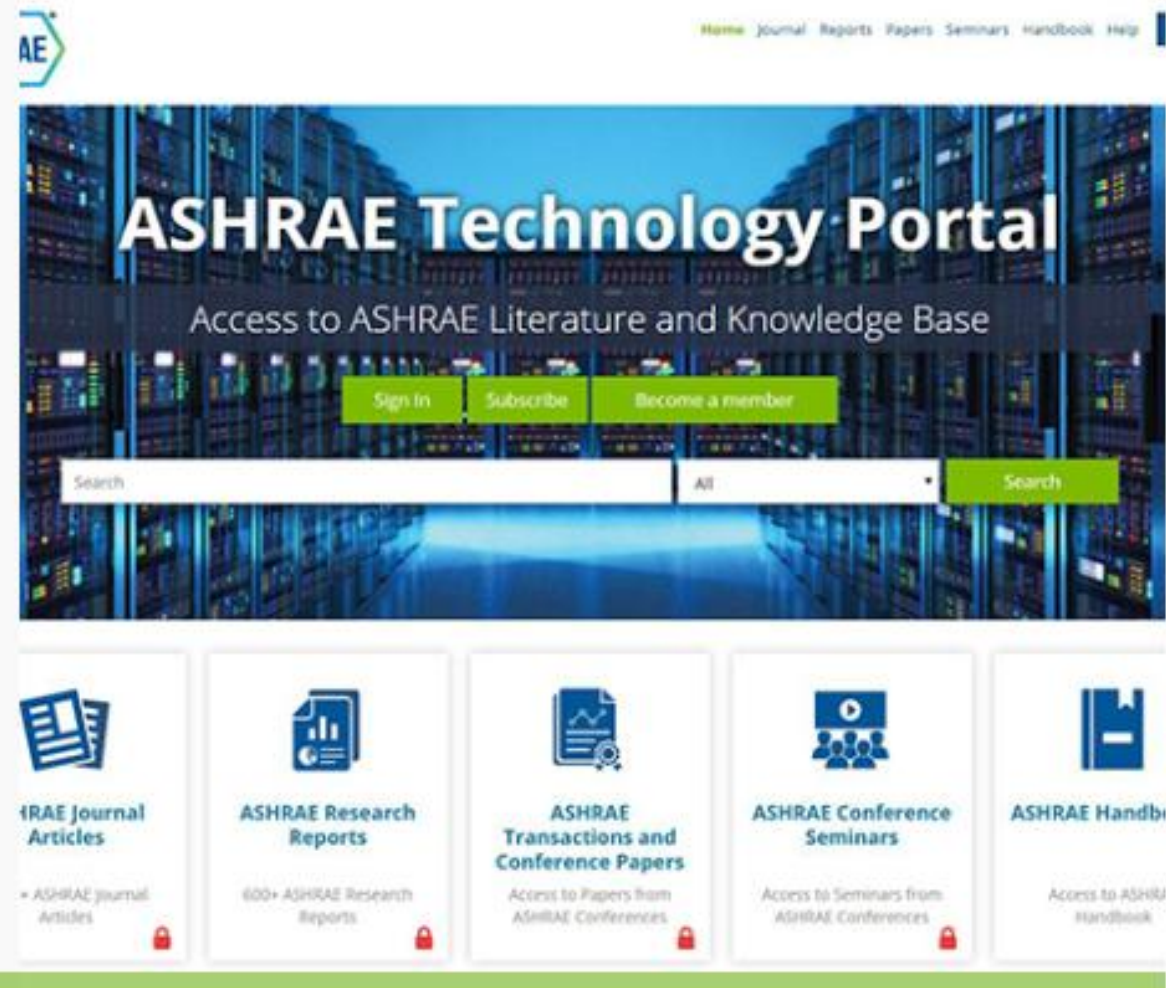 AE
Home Journal Reports Papers Seminars Handbook Help
ASHRAE Technology Portal
Access to ASHRAE Literature and Knowledge Base
Sign In Subscribe Become a member
Search All Search
HRAE Journal
Articles
+ ASHRAE Journal
Articles
ASHRAE Research
Reports
600+ ASHRAE Research
Reports
ASHRAE
Transactions and
Conference Papers
Access to Papers from
ASHRAE Conferences
ASHRAE Conference
Seminars
Access to Seminars from
ASHRAE Conferences
ASHRAE Handbo
Access to ASHRA
Handbook